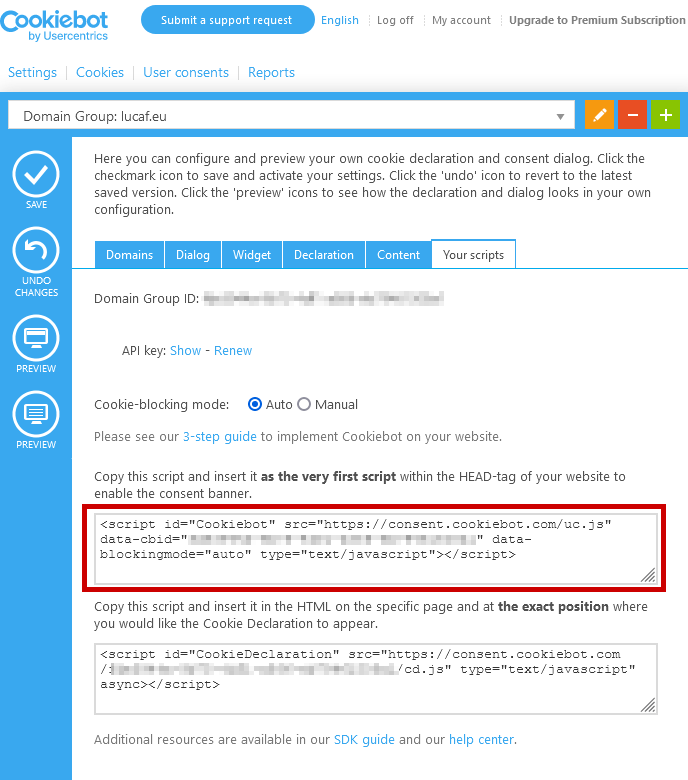 Cookiebot
by Usercentrics
Submit a support request
English
Log off
My account
Upgrade to Premium Subscription
Settings
Cookies
User consents
Reports
Domain Group: lucaf.eu
SAVE
UNDO
CHANGES
PREVIEW
PREVIEW
Here you can configure and preview your own cookie declaration and consent dialog. Click the
checkmark icon to save and activate your settings. Click the 'undo' icon to revert to the latest
saved version. Click the 'preview' icons to see how the declaration and dialog looks in your own
configuration.
Domains
Dialog
Widget
Declaration
Content
Your scripts
Domain Group ID:
API key: Show - Renew
Cookie-blocking mode: Auto Manual
Please see our 3-step guide to implement Cookiebot on your website.
Copy this script and insert it as the very first script within the HEAD-tag of your website to
enable the consent banner.
<script id="Cookiebot" src="https://consent.cookiebot.com/uc.js"
data-cbid=" " data-
blockingmode="auto" type="text/javascript"></script>
Copy this script and insert it in the HTML on the specific page and at the exact position where
you would like the Cookie Declaration to appear.
<script id="CookieDeclaration" src="https://consent.cookiebot.com
/ /cd.js" type="text/javascript"
async></script>
Additional resources are available in our SDK guide and our help center.